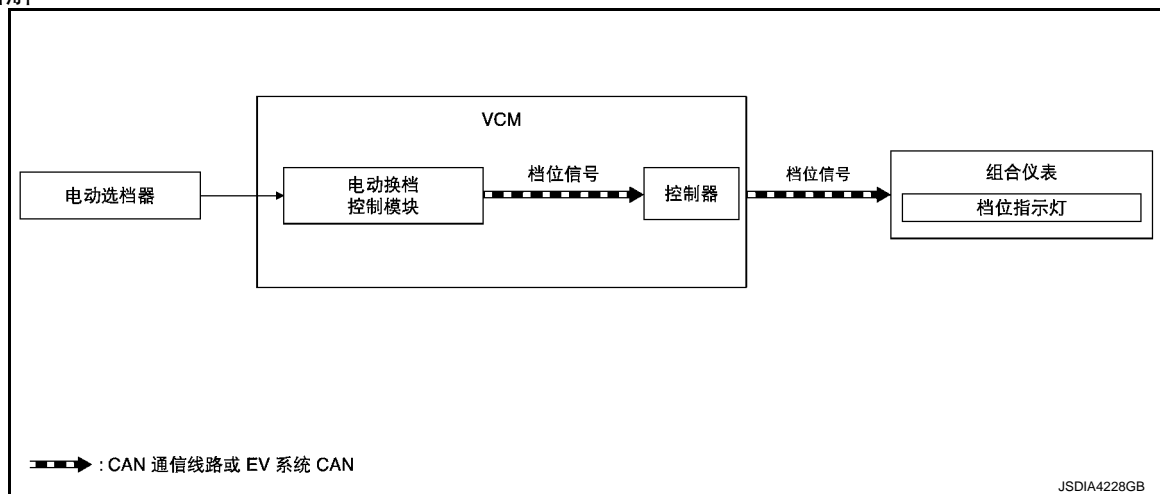 VCM
电动选档器
电动换档
控制模块
档位信号
控制器
档位信号
组合仪表
档位指示灯
: CAN 通信线路或 EV 系统 CAN
JSDIA4228GB